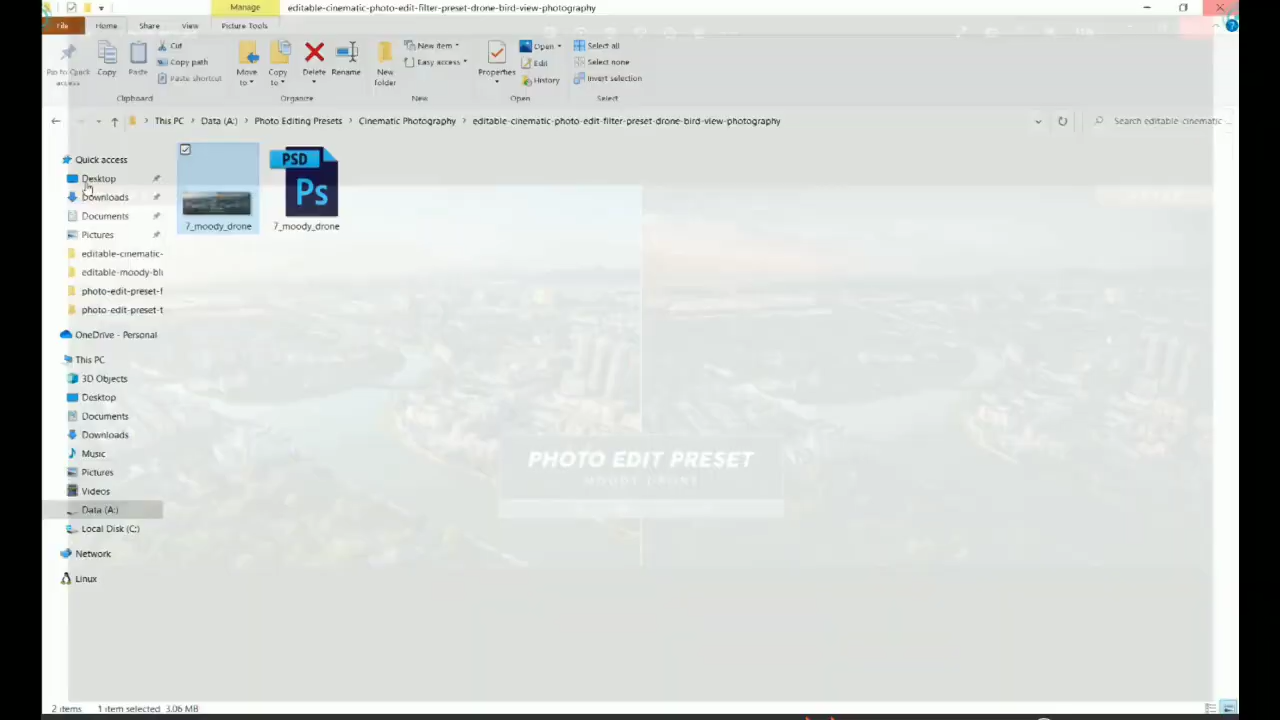 Manage
editable-cinematic-photo-edit-filter-preset-drone-bird-view-photography
File
Home
Share
View
Picture Tools
Pin to Quick access
Copy
Paste
Cut
Copy path
Paste shortcut
Clipboard
Move to
Copy to
Delete
Rename
Organize
New folder
New item
Easy access
New
Properties
Open
Edit
History
Open
Select all
Select none
Invert selection
Select
This PC
Data (A:)
Photo Editing Presets
Cinematic Photography
editable-cinematic-photo-edit-filter-preset-drone-bird-view-photography
Search editable-cinematic ...
Quick access
Desktop
Downloads
Documents
Pictures
editable-cinematic-
editable-moody-blu
photo-edit-preset-f
photo-edit-preset-t
OneDrive - Personal
This PC
3D Objects
Desktop
Documents
Downloads
Music
Pictures
Videos
Data (A:)
Local Disk (C:)
Network
Linux
7_moody_drone
PSD
Ps
7_moody_drone
PHOTO EDIT PRESET
MOODY DRONE
2 items
1 item selected
3.06 MB